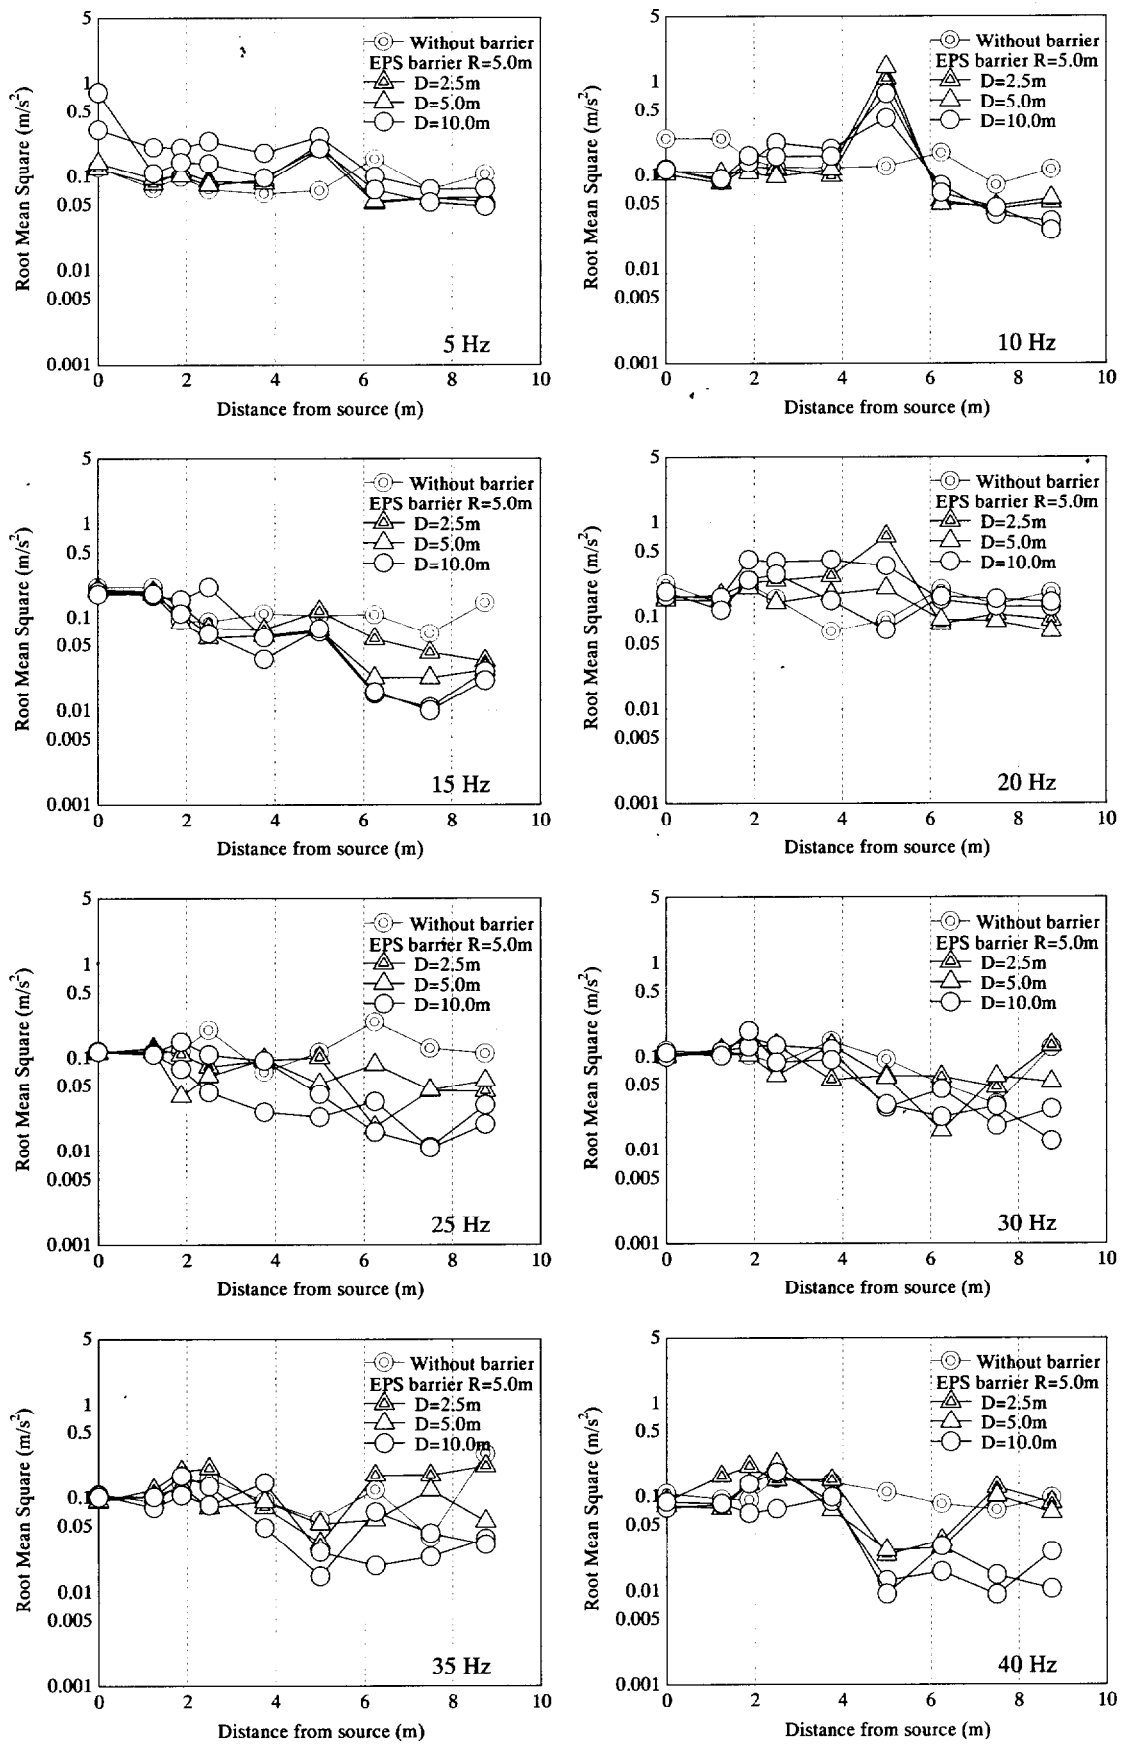 5
1
0.5
0.1
0.05
0.01
0.005
0.001
Root Mean Square (m/s²)
Without barrier
EPS barrier R=5.0m
D=2.5m
D=5.0m
D=10.0m
5 Hz
0 2 4 6 8 10
Distance from source (m)
5
1
0.5
0.1
0.05
0.01
0.005
0.001
Root Mean Square (m/s²)
Without barrier
EPS barrier R=5.0m
D=2.5m
D=5.0m
D=10.0m
10 Hz
0 2 4 6 8 10
Distance from source (m)
5
1
0.5
0.1
0.05
0.01
0.005
0.001
Root Mean Square (m/s²)
Without barrier
EPS barrier R=5.0m
D=2.5m
D=5.0m
D=10.0m
15 Hz
0 2 4 6 8 10
Distance from source (m)
5
1
0.5
0.1
0.05
0.01
0.005
0.001
Root Mean Square (m/s²)
Without barrier
EPS barrier R=5.0m
D=2.5m
D=5.0m
D=10.0m
20 Hz
0 2 4 6 8 10
Distance from source (m)
5
1
0.5
0.1
0.05
0.01
0.005
0.001
Root Mean Square (m/s²)
Without barrier
EPS barrier R=5.0m
D=2.5m
D=5.0m
D=10.0m
25 Hz
0 2 4 6 8 10
Distance from source (m)
5
1
0.5
0.1
0.05
0.01
0.005
0.001
Root Mean Square (m/s²)
Without barrier
EPS barrier R=5.0m
D=2.5m
D=5.0m
D=10.0m
30 Hz
0 2 4 6 8 10
Distance from source (m)
5
1
0.5
0.1
0.05
0.01
0.005
0.001
Root Mean Square (m/s²)
Without barrier
EPS barrier R=5.0m
D=2.5m
D=5.0m
D=10.0m
35 Hz
0 2 4 6 8 10
Distance from source (m)
5
1
0.5
0.1
0.05
0.01
0.005
0.001
Root Mean Square (m/s²)
Without barrier
EPS barrier R=5.0m
D=2.5m
D=5.0m
D=10.0m
40 Hz
0 2 4 6 8 10
Distance from source (m)